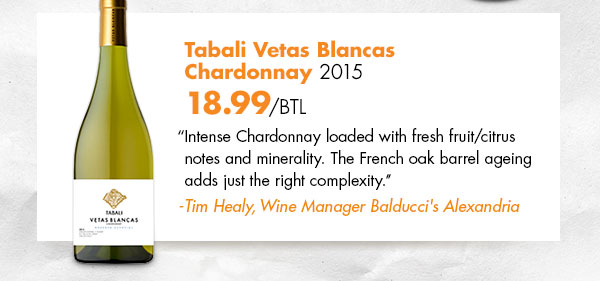 Tabali Vetas Blancas
Chardonnay 2015
18.99/BTL
“Intense Chardonnay loaded with fresh fruit/citrus
notes and minerality. The French oak barrel ageing
adds just the right complexity.”
-Tim Healy, Wine Manager Balducci's Alexandria
TABALÍ
VETAS BLANCAS